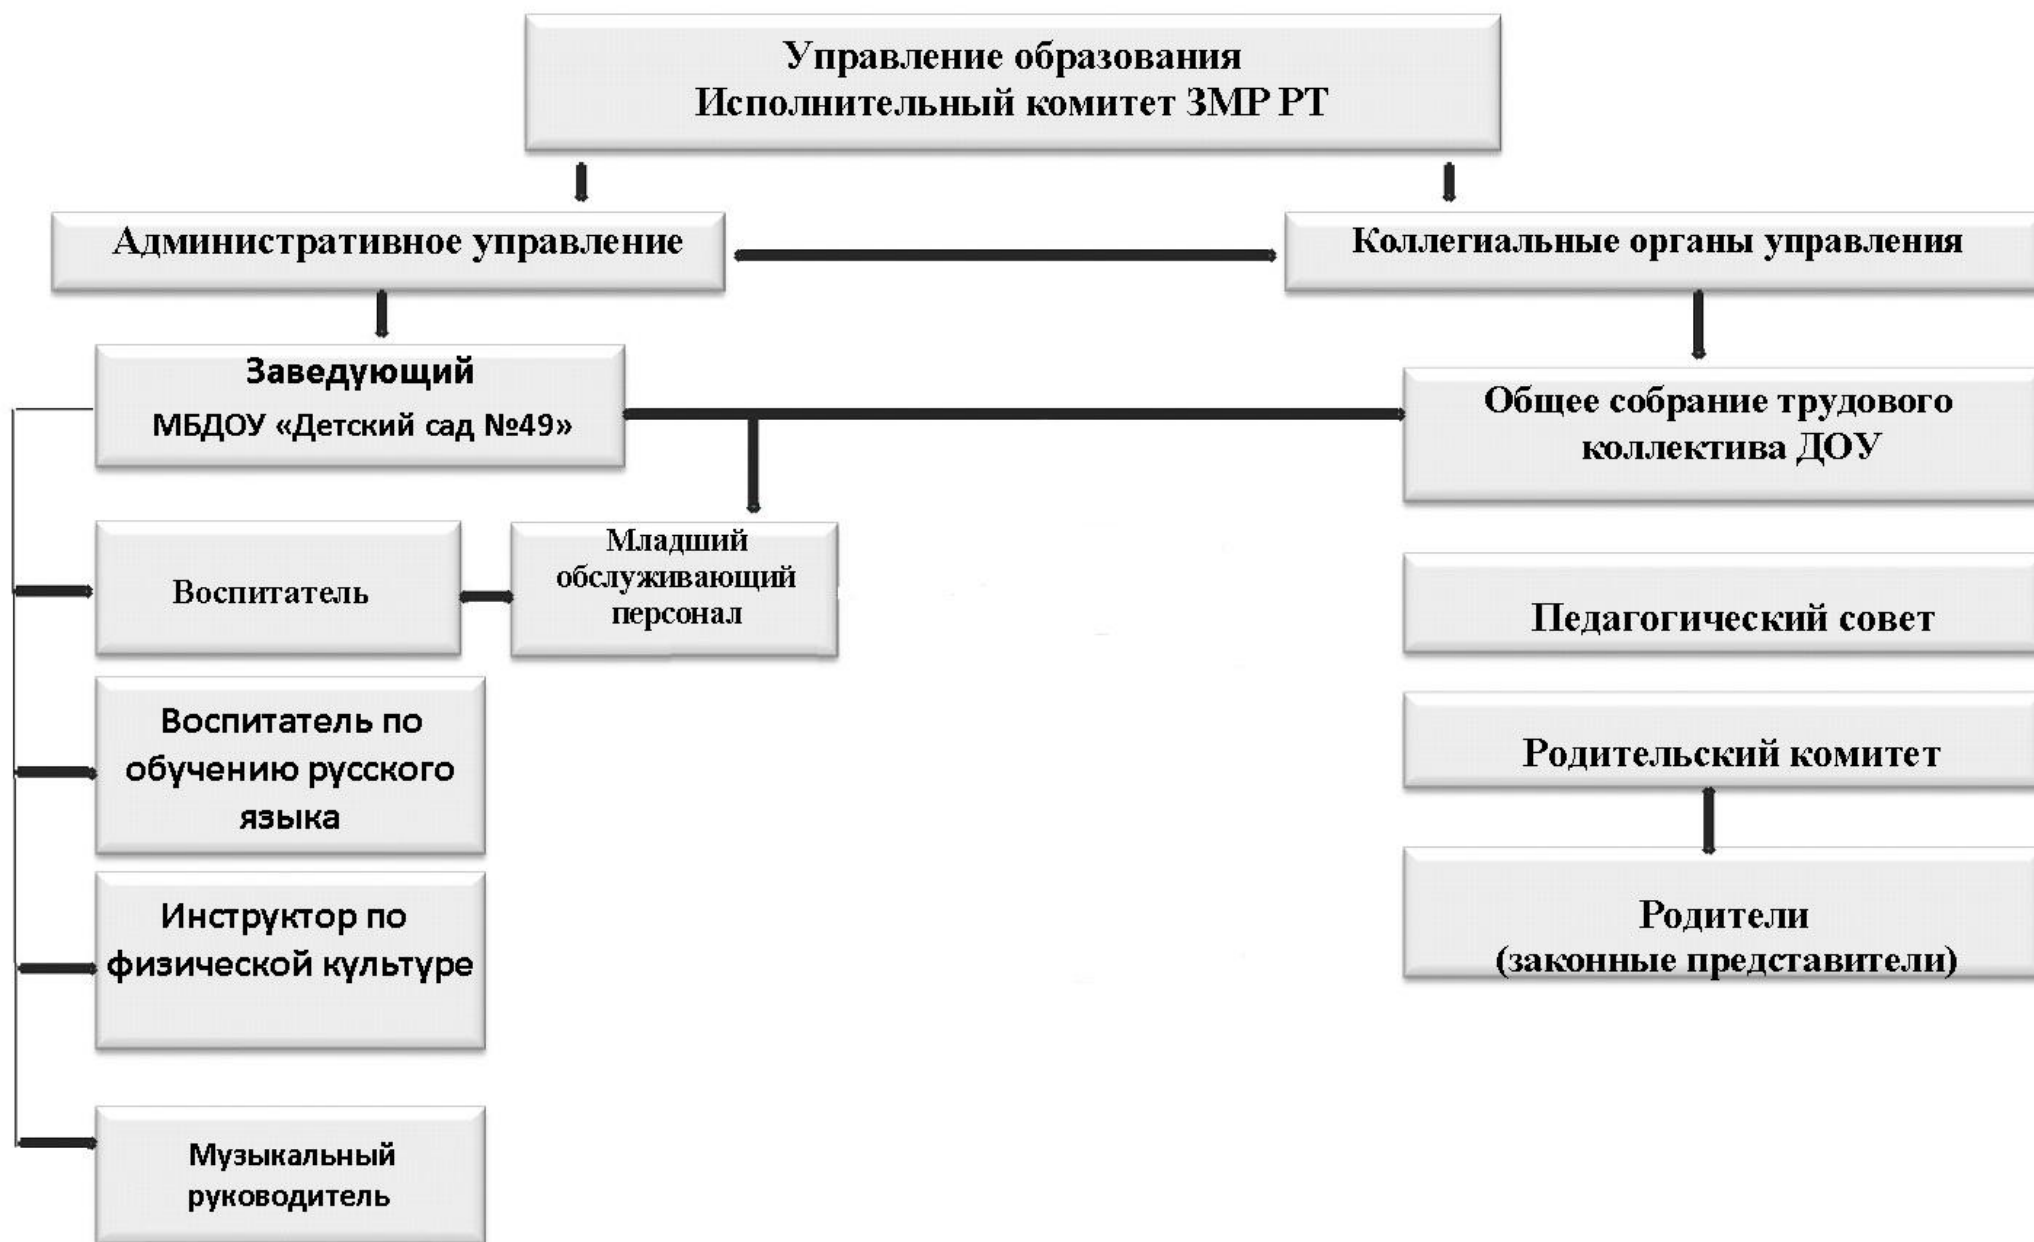 Управление образования
Исполнительный комитет ЗМР РТ
Административное управление
Коллегиальные органы управления
Заведующий
МБДОУ «Детский сад №49»
Общее собрание трудового
коллектива ДОУ
Воспитатель
Младший
обслуживающий
персонал
Педагогический совет
Воспитатель по
обучению русского
языка
Родительский комитет
Инструктор по
физической культуре
Родители
(законные представители)
Музыкальный
руководитель